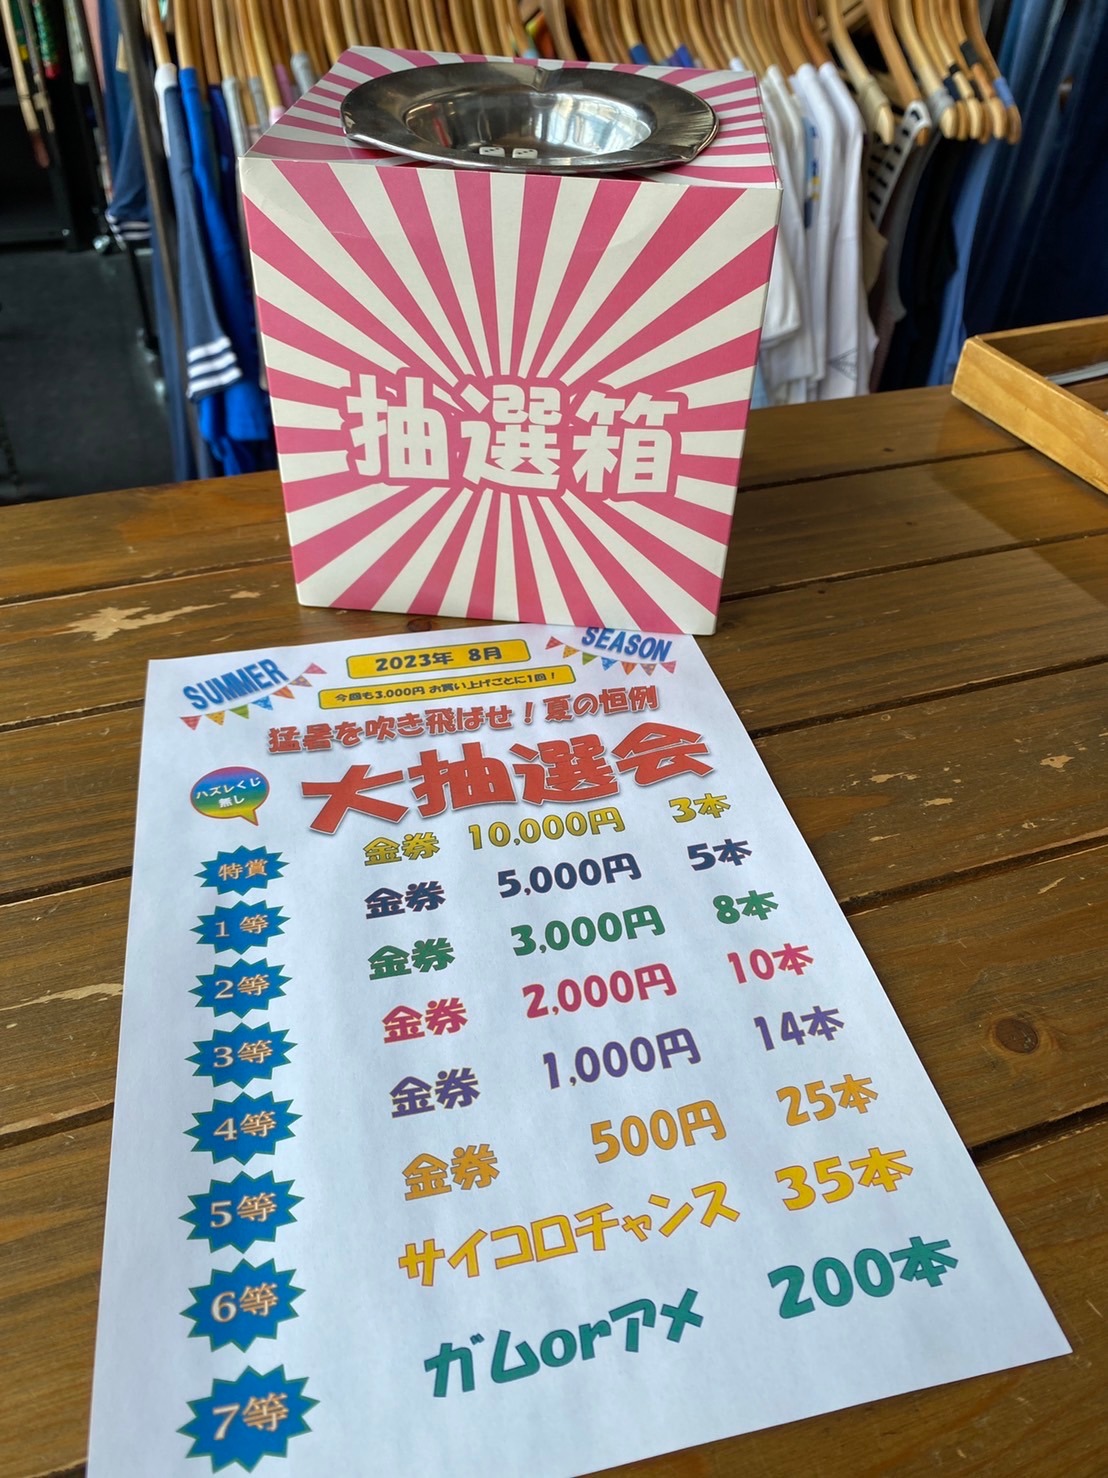 抽選箱
SUMMER
SEASON
2023年 8月
今回も3,000円 お買い上げごとに1回！
猛暑を吹き飛ばせ！夏の恒例
大抽選会
ハズレくじ
無し
特賞 金券 10,000円 3本
1等 金券 5,000円 5本
2等 金券 3,000円 8本
3等 金券 2,000円 10本
4等 金券 1,000円 14本
5等 金券 500円 25本
6等 サイコロチャンス 35本
7等 ガムorアメ 200本